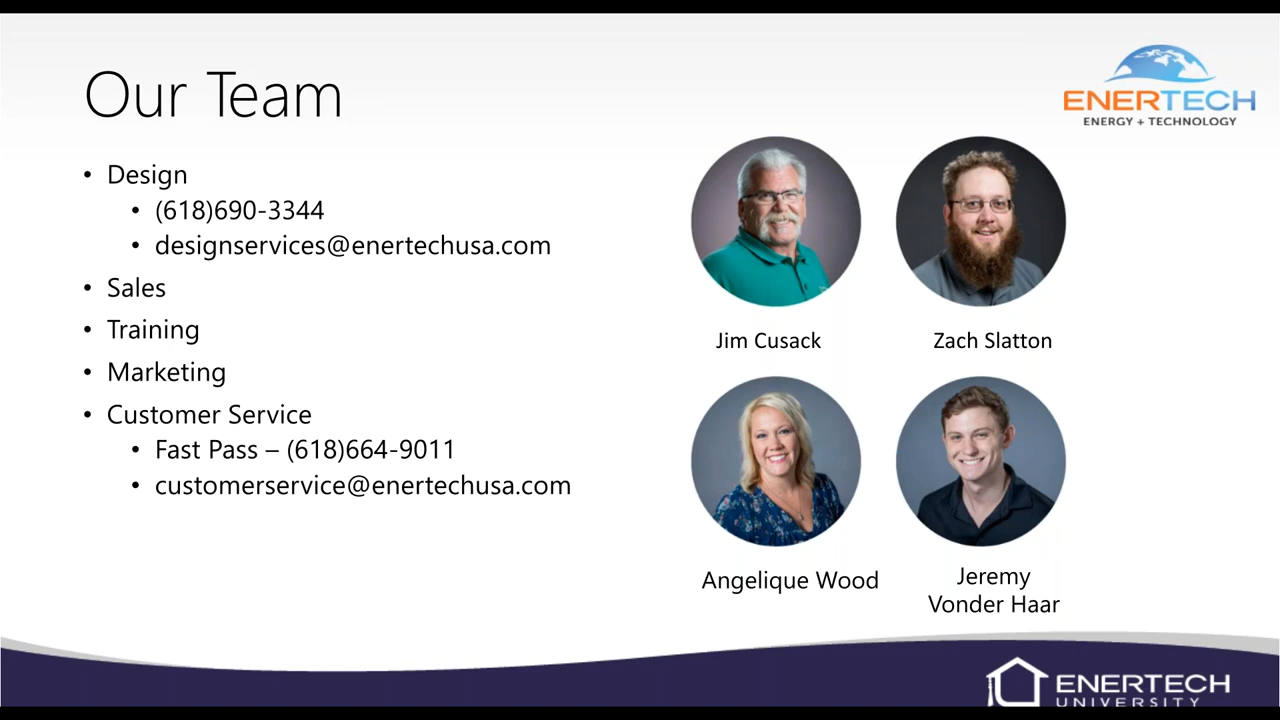 Our Team
ENERTECH
ENERGY + TECHNOLOGY
• Design
• (618)690-3344
• designservices@enertechusa.com
• Sales
• Training
• Marketing
• Customer Service
• Fast Pass – (618)664-9011
• customerservice@enertechusa.com
Jim Cusack
Zach Slatton
Angelique Wood
Jeremy
Vonder Haar
ENERTECH
UNIVERSITY